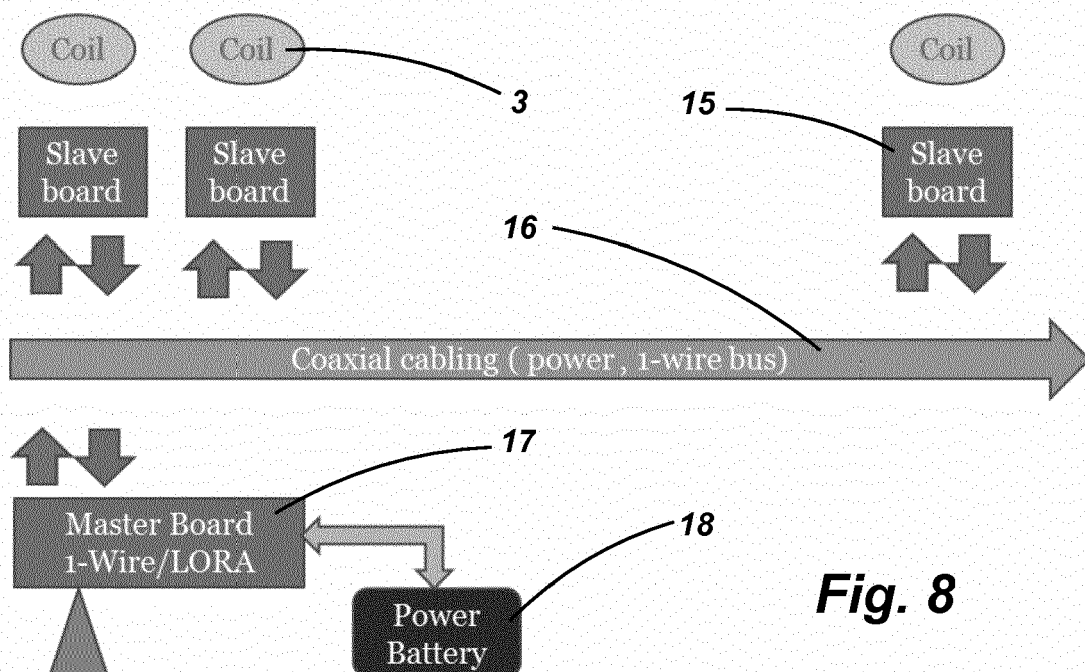 Coil
Coil
Coil
3
15
Slave
board
Slave
board
Slave
board
16
Coaxial cabling ( power , 1-wire bus)
17
Master Board
1-Wire/LORA
18
Power
Battery
Fig. 8